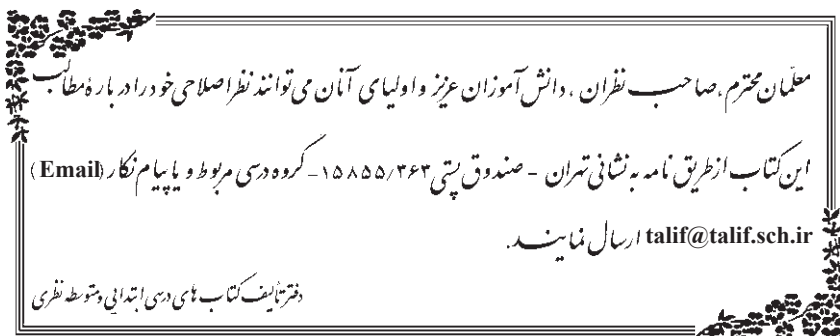 معلّمان محترم، صاحب نظران، دانش‌آموزان عزیز و اولیای آنان می‌توانند نظر اصلاحی خود را در بارهٔ مطالب
این کتاب از طریق نامه به نشانی تهران - صندوق پستی ۱۵۸۵۵/۳۶۳ - گروه درسی مربوط و یا پیام نگار (Email)
talif@talif.sch.ir ارسال نمایند.
دفتر تألیف کتاب‌های درسی ابتدایی و متوسطه نظری